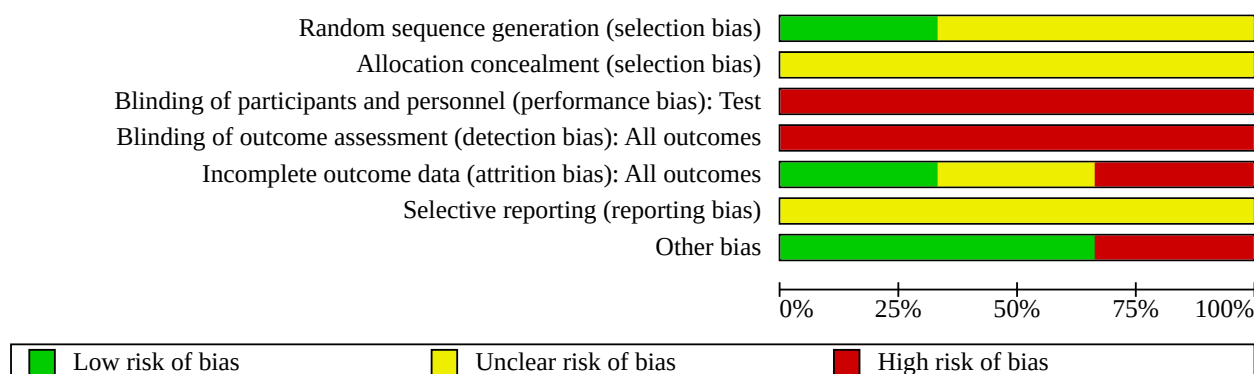 Random sequence generation (selection bias)
Allocation concealment (selection bias)
Blinding of participants and personnel (performance bias): Test
Blinding of outcome assessment (detection bias): All outcomes
Incomplete outcome data (attrition bias): All outcomes
Selective reporting (reporting bias)
Other bias
0% 25% 50% 75% 100%
Low risk of bias Unclear risk of bias High risk of bias